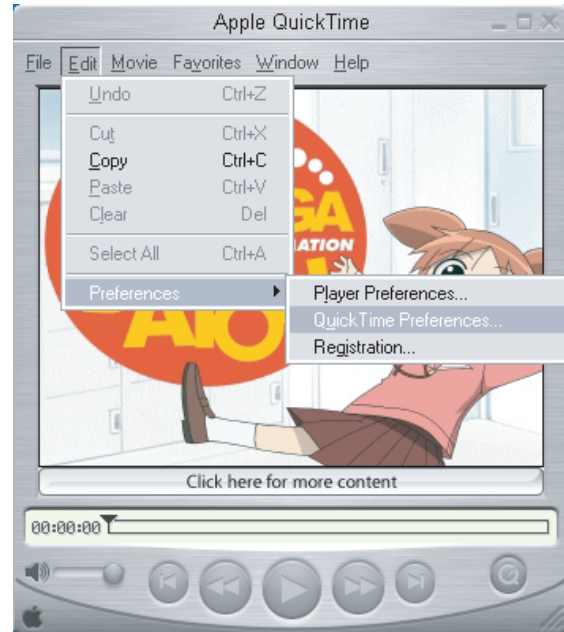 Apple QuickTime
File Edit Movie Favorites Window Help
Undo Ctrl+Z
Cut Ctrl+X
Copy Ctrl+C
Paste Ctrl+V
Clear Del
Select All Ctrl+A
Preferences
Player Preferences...
QuickTime Preferences...
Registration...
GA
ATION
DAIO
Click here for more content
00:00:00